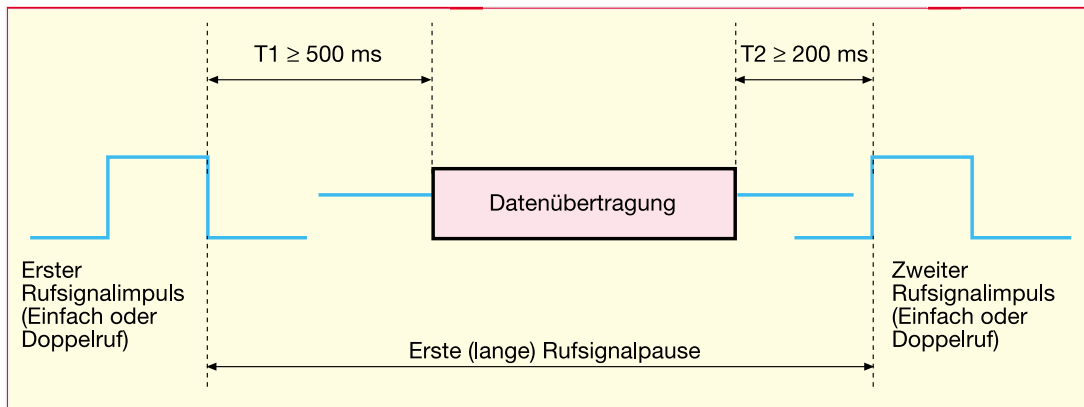 T1 ≥ 500 ms
T2 ≥ 200 ms
Datenübertragung
Erster
Rufsignalimpuls
(Einfach oder
Doppelruf)
Zweiter
Rufsignalimpuls
(Einfach oder
Doppelruf)
Erste (lange) Rufsignalpause